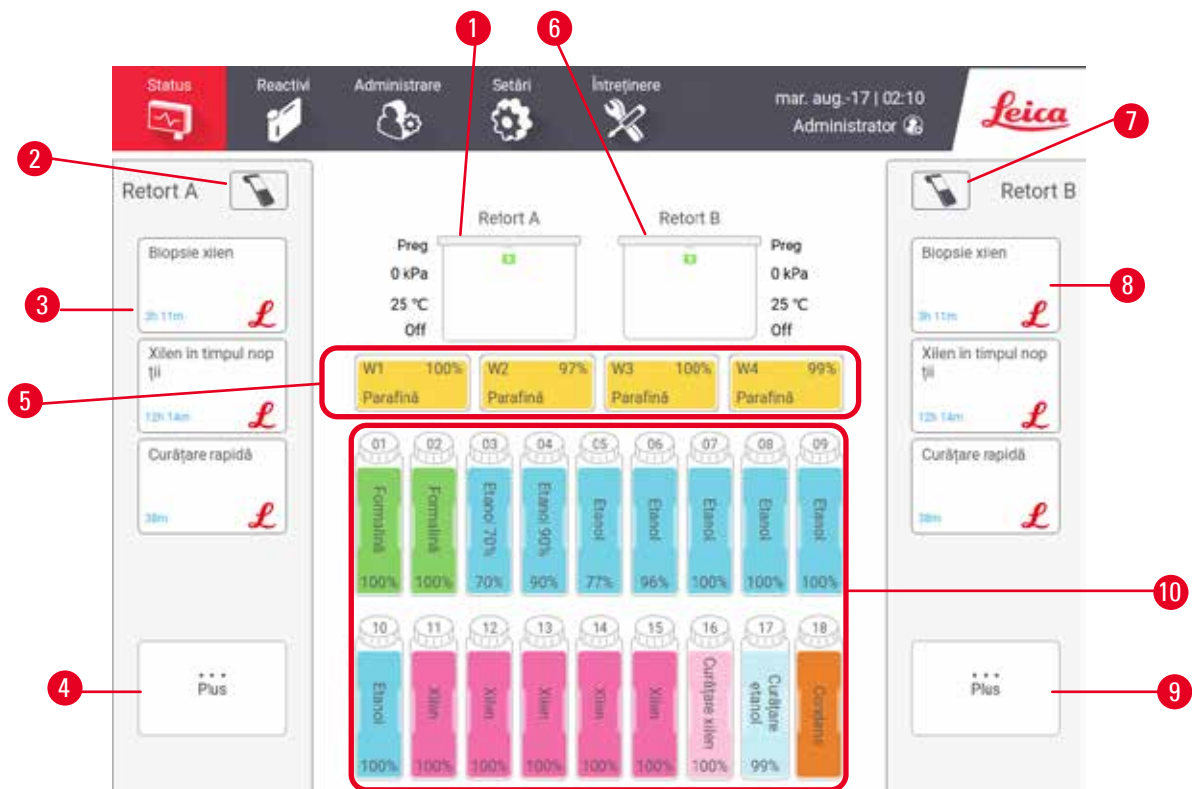 1
6
Status
Reactivi
Administrare
Setări
Întreținere
mar. aug.-17 | 02:10
Administrator
Leica
7
2
Retort A
Retort B
Retort A
Retort B
Preg
0 kPa
25 °C
Off
Preg
0 kPa
25 °C
Off
Biopsie xilen
3h 11m
3
Xilen în timpul nop
ții
12h 14m
Curățare rapidă
38m
Biopsie xilen
3h 11m
8
Xilen în timpul nop
ții
12h 14m
Curățare rapidă
38m
5
W1 100%
Parafină
W2 97%
Parafină
W3 100%
Parafină
W4 99%
Parafină
01
Formalină
100%
02
Formalină
100%
03
Etanol 70%
70%
04
Etanol 90%
90%
05
Etanol
77%
06
Etanol
96%
07
Etanol
100%
08
Etanol
100%
09
Etanol
100%
10
10
Etanol
100%
11
Xilen
100%
12
Xilen
100%
13
Xilen
100%
14
Xilen
100%
15
Xilen
100%
16
Curățare xilen
100%
17
Curățare
etanol
99%
18
Condens
4
...
Plus
...
Plus
9